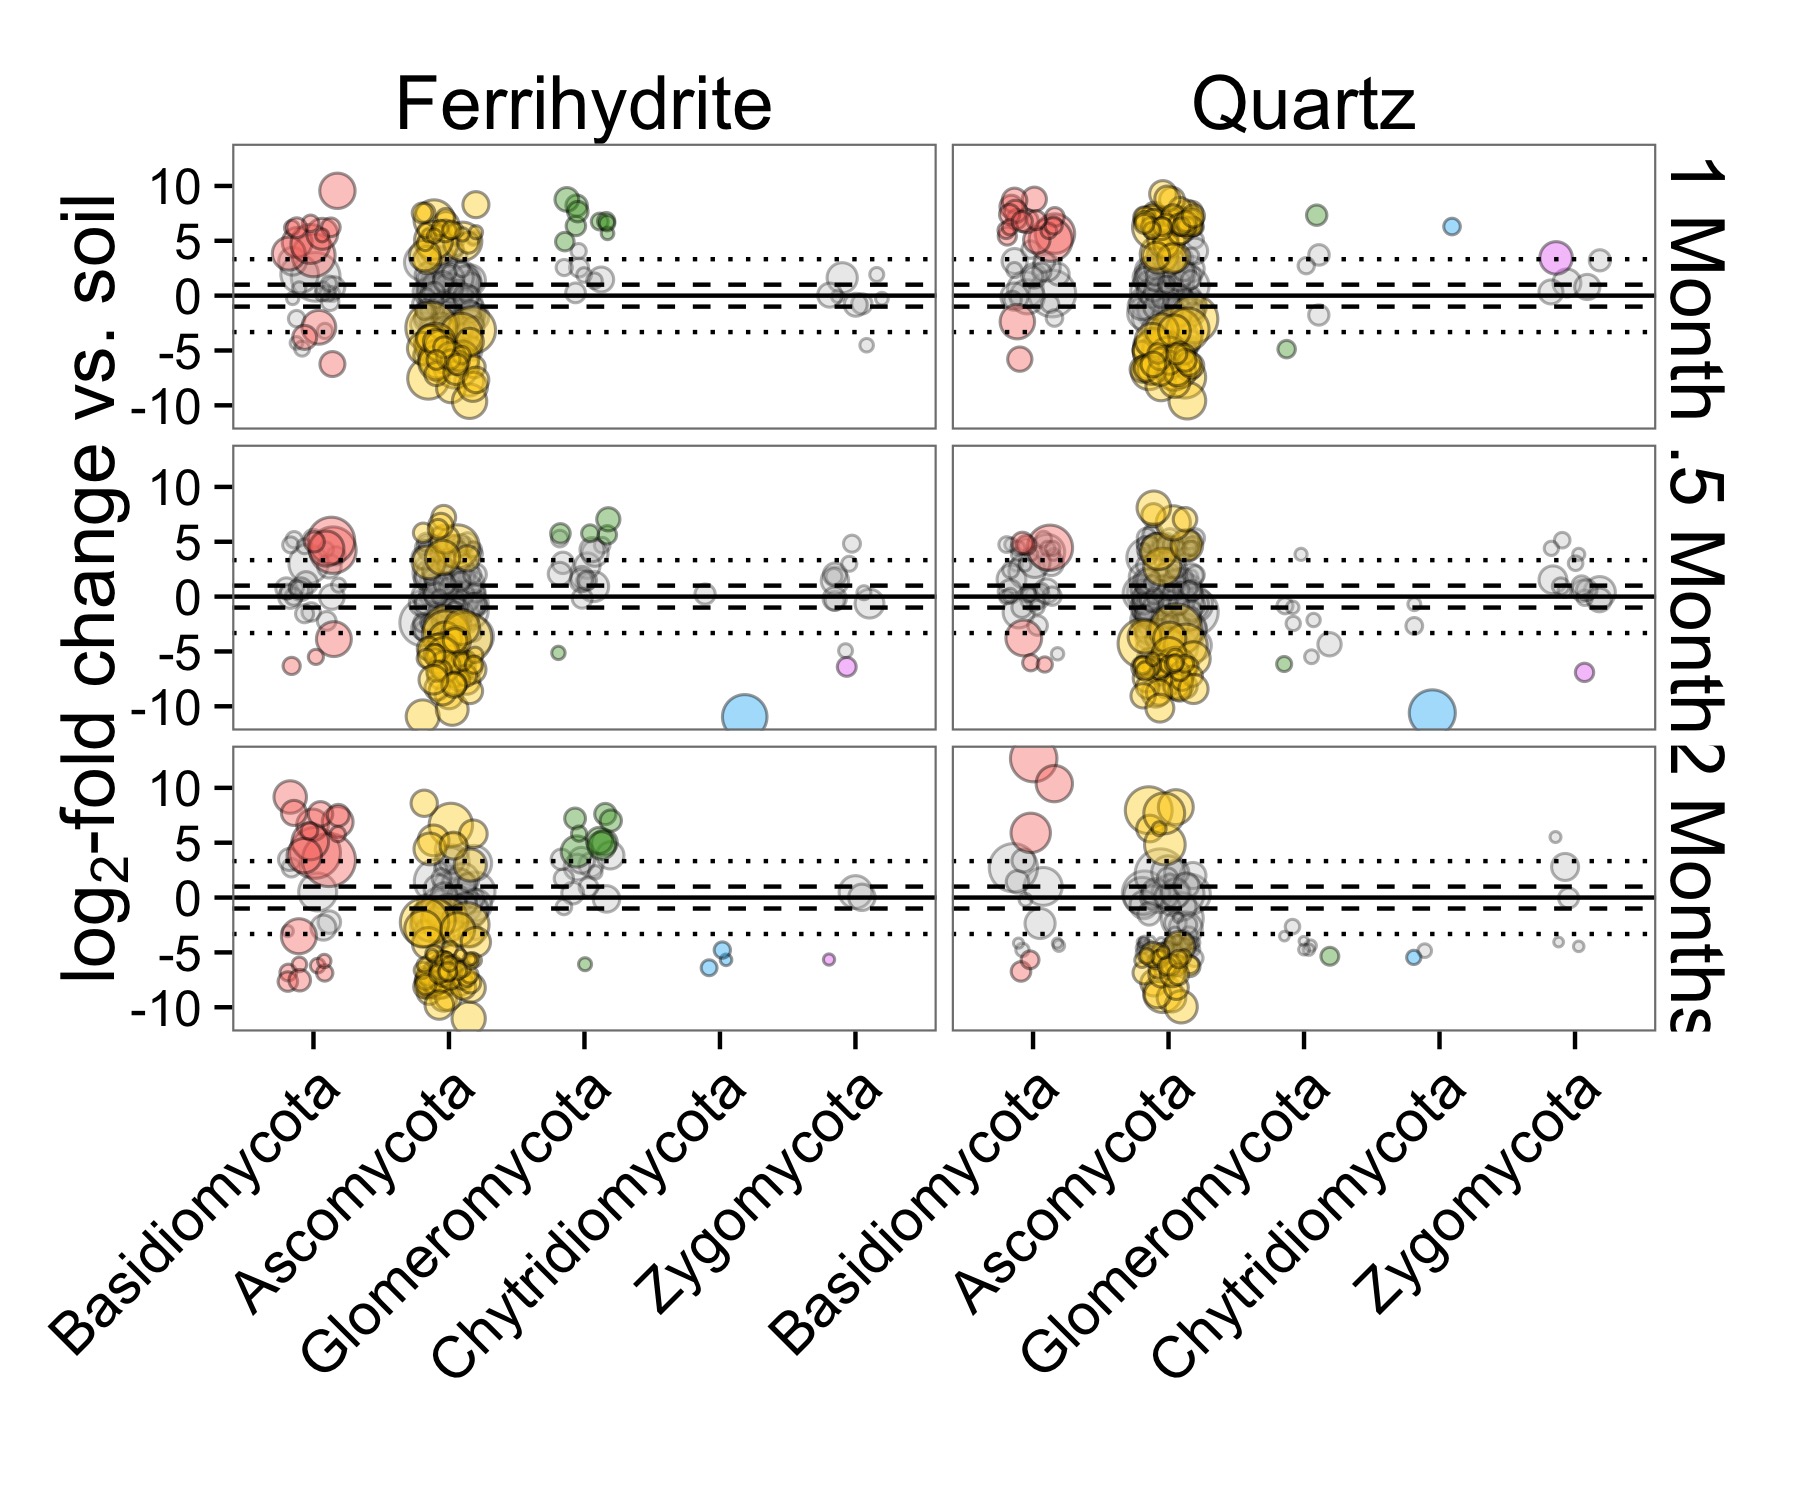 Ferrihydrite
Quartz
log2-fold change vs. soil
10
5
0
-5
-10
1 Month
10
5
0
-5
-10
.5 Month
10
5
0
-5
-10
2 Months
Basidiomycota
Ascomycota
Glomeromycota
Chytridiomycota
Zygomycota
Basidiomycota
Ascomycota
Glomeromycota
Chytridiomycota
Zygomycota